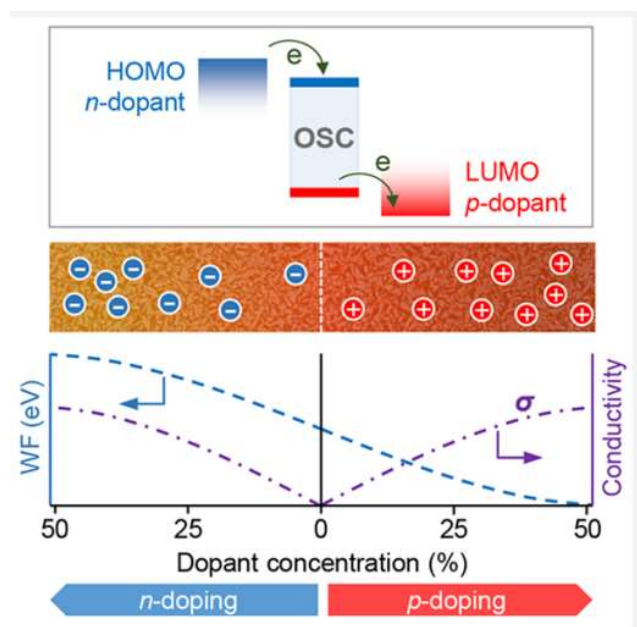 HOMO
n-dopant
e
OSC
e
LUMO
p-dopant
− − − − − − − − − −
+ + + + + + + + + +
WF (eV)
σ
Conductivity
50 25 0 25 50
Dopant concentration (%)
n-doping p-doping